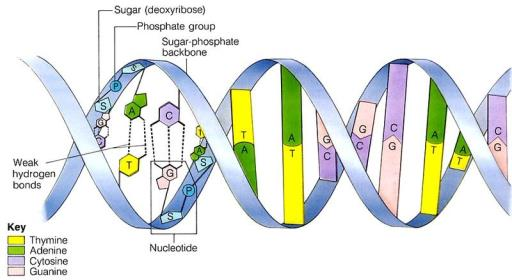 Sugar (deoxyribose)
Phosphate group
Sugar-phosphate
backbone
S
P
S
G
C
A
C
T
A
S
T
G
P
S
Weak
hydrogen
bonds
Nucleotide
T
A
A
T
G
C
G
C
C
G
A
T
A
T
C
G
Key
Thymine
Adenine
Cytosine
Guanine